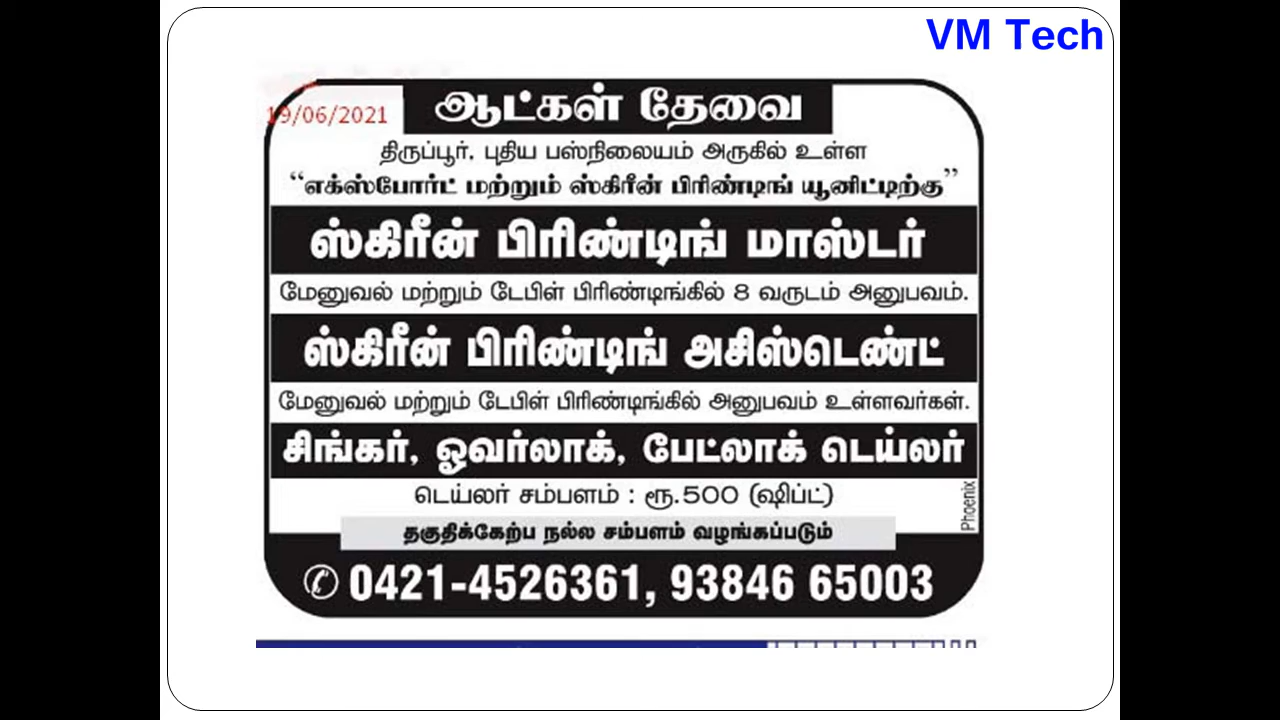 VM Tech
19/06/2021
ஆட்கள் தேவை
திருப்பூர், புதிய பஸ்நிலையம் அருகில் உள்ள
“எக்ஸ்போர்ட் மற்றும் ஸ்கிரீன் பிரிண்டிங் யூனிட்டிற்கு”
ஸ்கிரீன் பிரிண்டிங் மாஸ்டர்
மேனுவல் மற்றும் டேபிள் பிரிண்டிங்கில் 8 வருடம் அனுபவம்.
ஸ்கிரீன் பிரிண்டிங் அசிஸ்டெண்ட்
மேனுவல் மற்றும் டேபிள் பிரிண்டிங்கில் அனுபவம் உள்ளவர்கள்.
சிங்கர், ஓவர்லாக், பேட்லாக் டெய்லர்
டெய்லர் சம்பளம் : ரூ.500 (ஷிப்ட்)
Phoenix
தகுதிக்கேற்ப நல்ல சம்பளம் வழங்கப்படும்
✆ 0421-4526361, 93846 65003